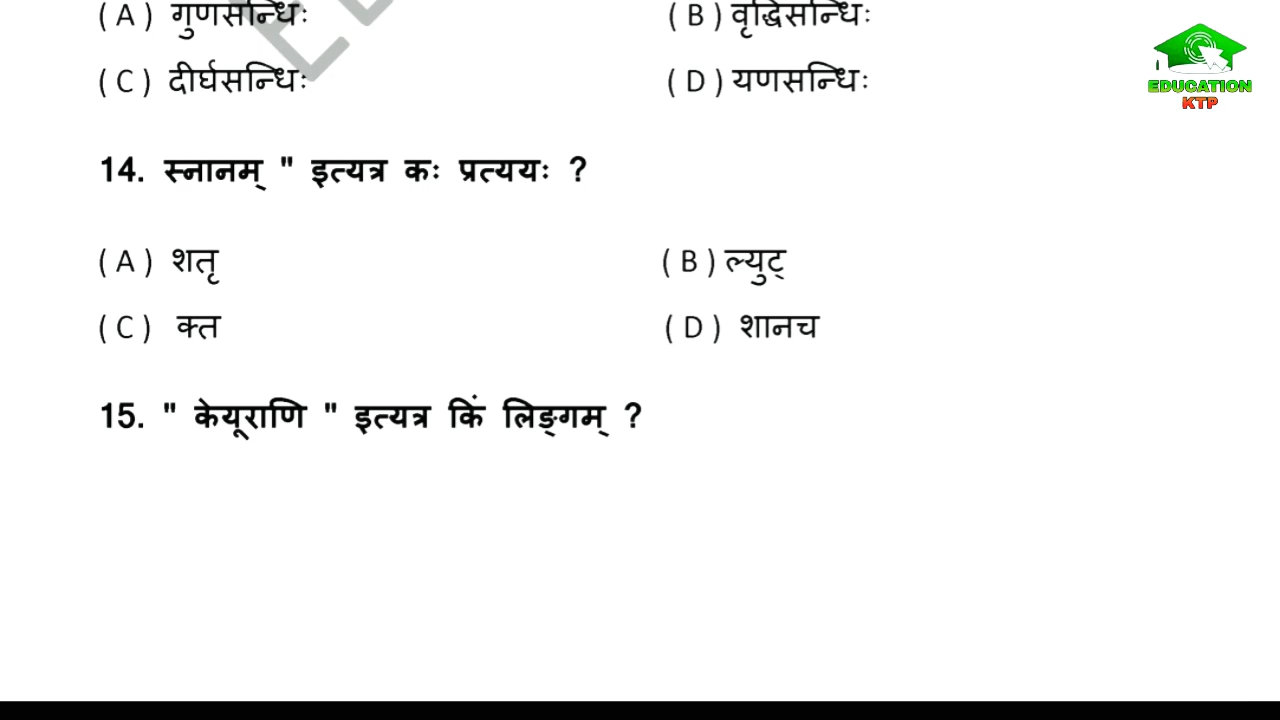 ( A ) गुणसन्धिः ( B ) वृद्धिसन्धिः
( C ) दीर्घसन्धिः ( D ) यणसन्धिः
EDUCATION
KTP
14. स्नानम् " इत्यत्र कः प्रत्ययः ?
( A ) शतृ ( B ) ल्युट्
( C ) क्त ( D ) शानच
15. " केयूराणि " इत्यत्र किं लिङ्गम् ?